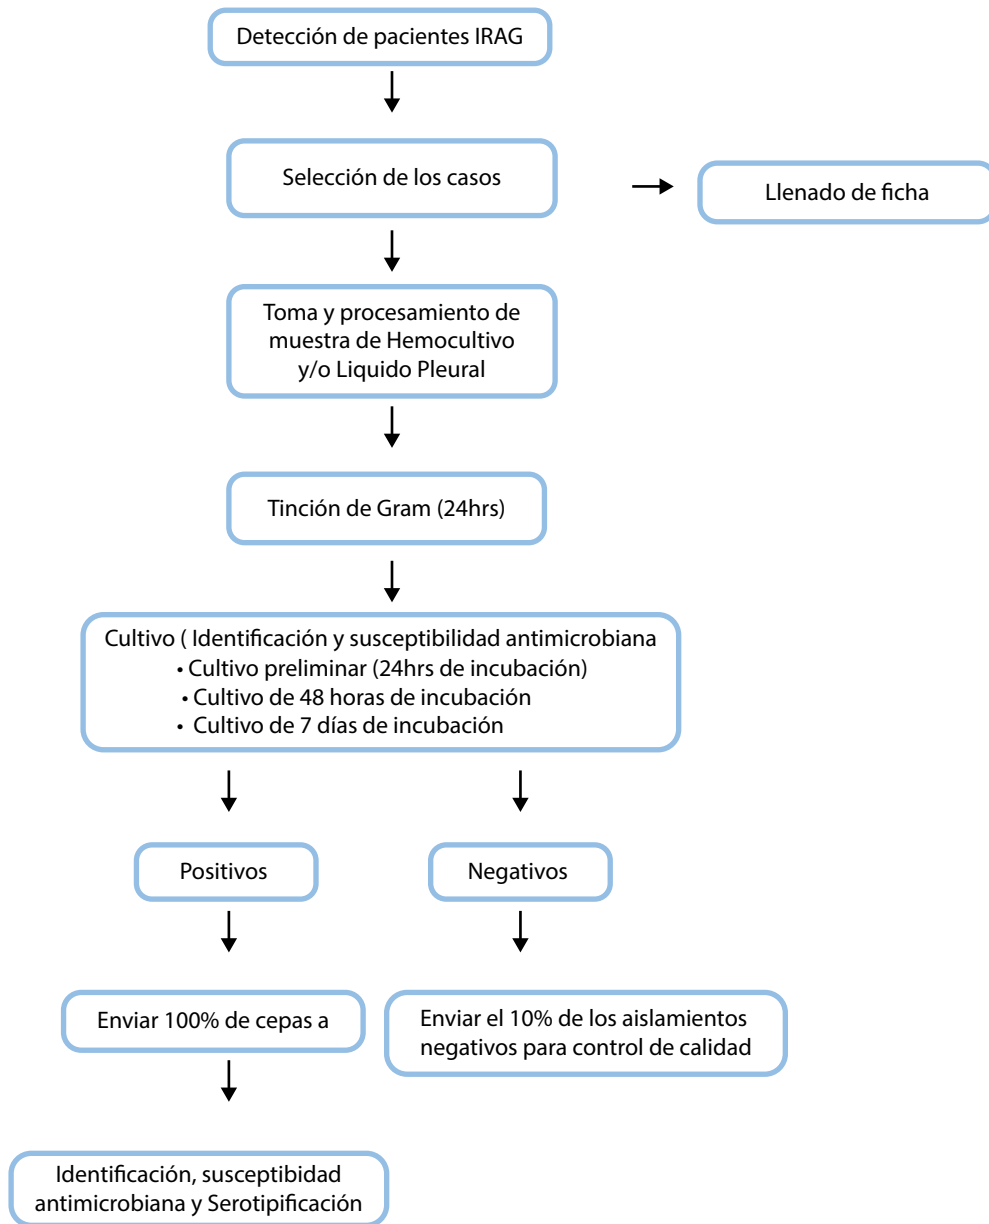 Detección de pacientes IRAG
Selección de los casos
Llenado de ficha
Toma y procesamiento de
muestra de Hemocultivo
y/o Liquido Pleural
Tinción de Gram (24hrs)
Cultivo ( Identificación y susceptibilidad antimicrobiana
• Cultivo preliminar (24hrs de incubación)
• Cultivo de 48 horas de incubación
• Cultivo de 7 días de incubación
Positivos
Negativos
Enviar 100% de cepas a
Enviar el 10% de los aislamientos
negativos para control de calidad
Identificación, susceptibidad
antimicrobiana y Serotipificación